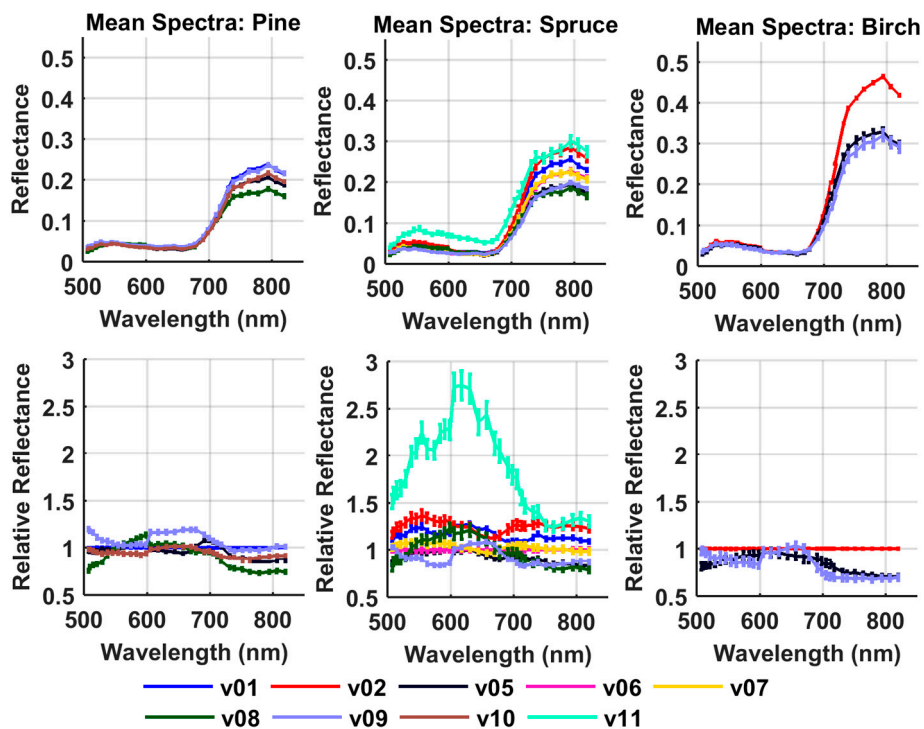 Mean Spectra: Pine
Mean Spectra: Spruce
Mean Spectra: Birch
Reflectance
0.5
0.4
0.3
0.2
0.1
0
500 600 700 800
Wavelength (nm)
Reflectance
0.5
0.4
0.3
0.2
0.1
0
500 600 700 800
Wavelength (nm)
Reflectance
0.5
0.4
0.3
0.2
0.1
0
500 600 700 800
Wavelength (nm)
Relative Reflectance
3
2.5
2
1.5
1
0.5
500 600 700 800
Wavelength (nm)
Relative Reflectance
3
2.5
2
1.5
1
0.5
500 600 700 800
Wavelength (nm)
Relative Reflectance
3
2.5
2
1.5
1
0.5
500 600 700 800
Wavelength (nm)
v01 v02 v05 v06 v07
v08 v09 v10 v11